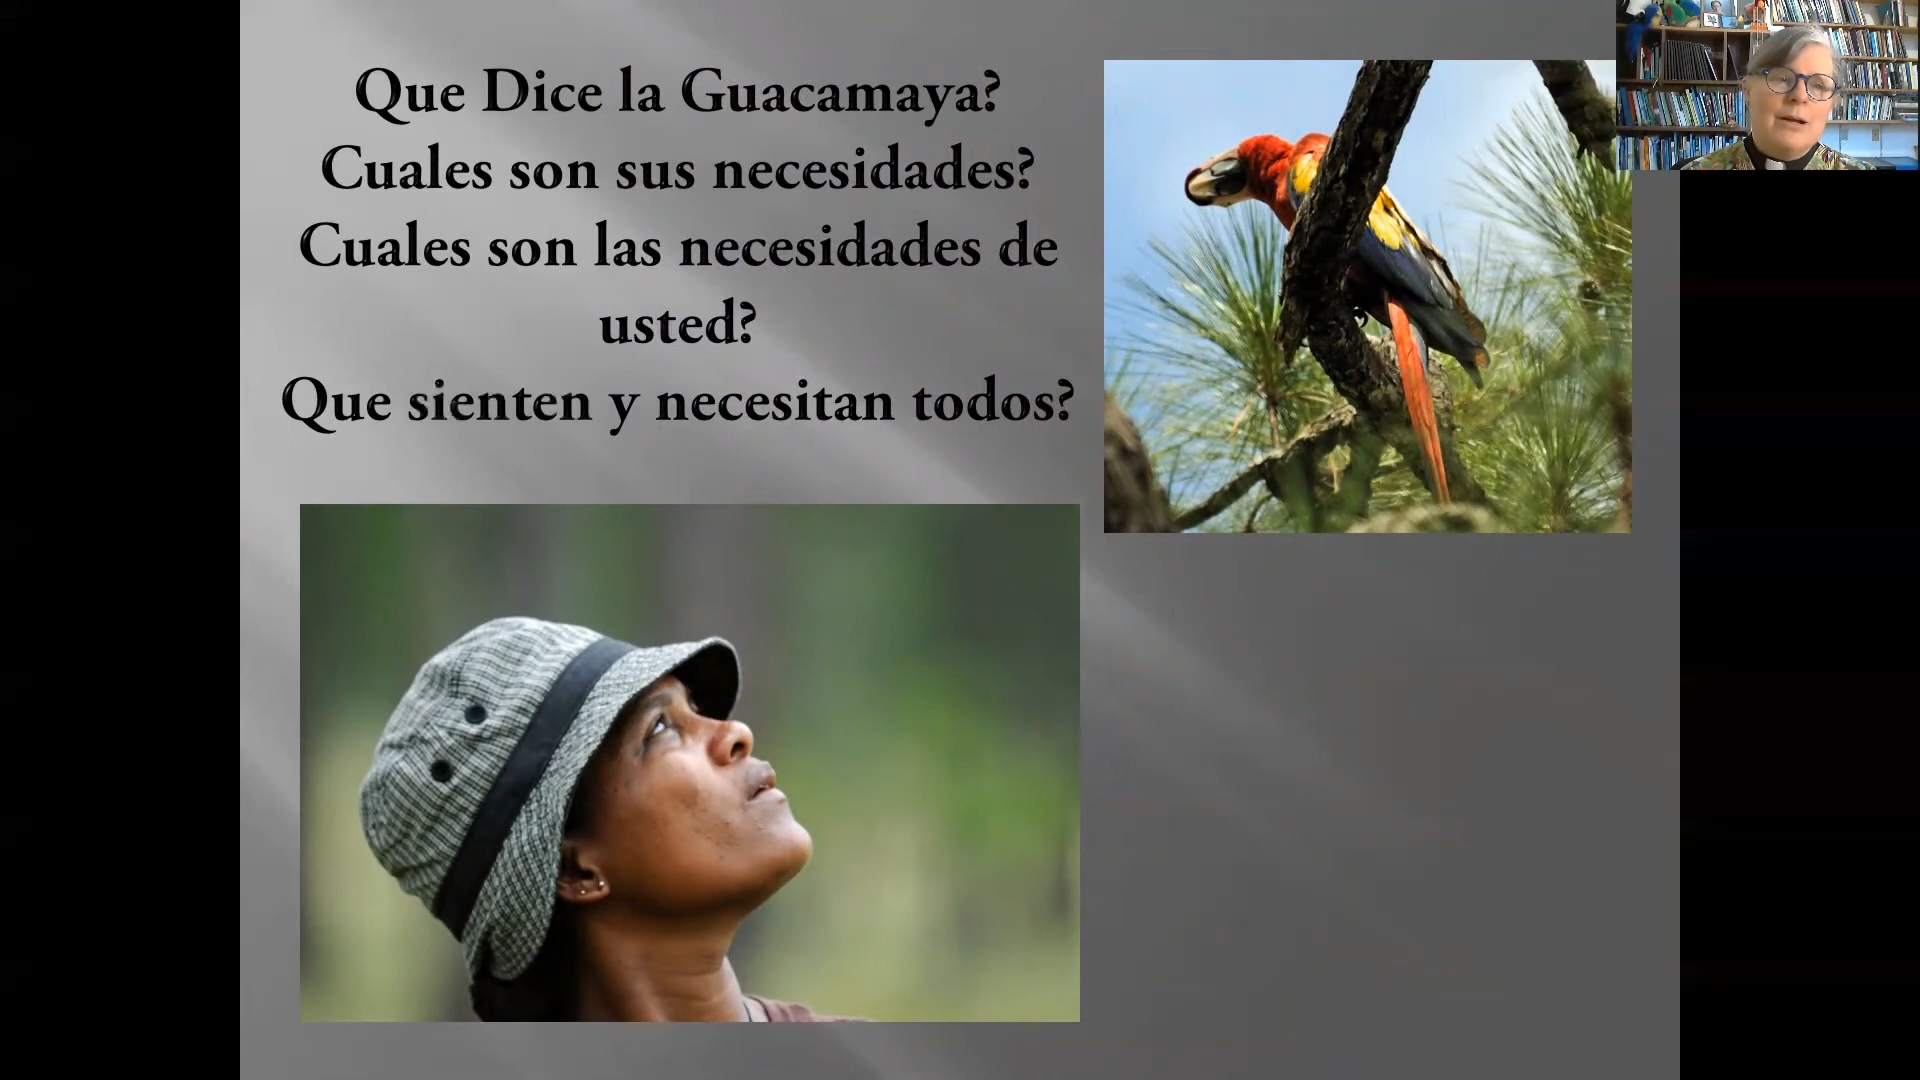 Que Dice la Guacamaya?
Cuales son sus necesidades?
Cuales son las necesidades de
usted?
Que sienten y necesitan todos?